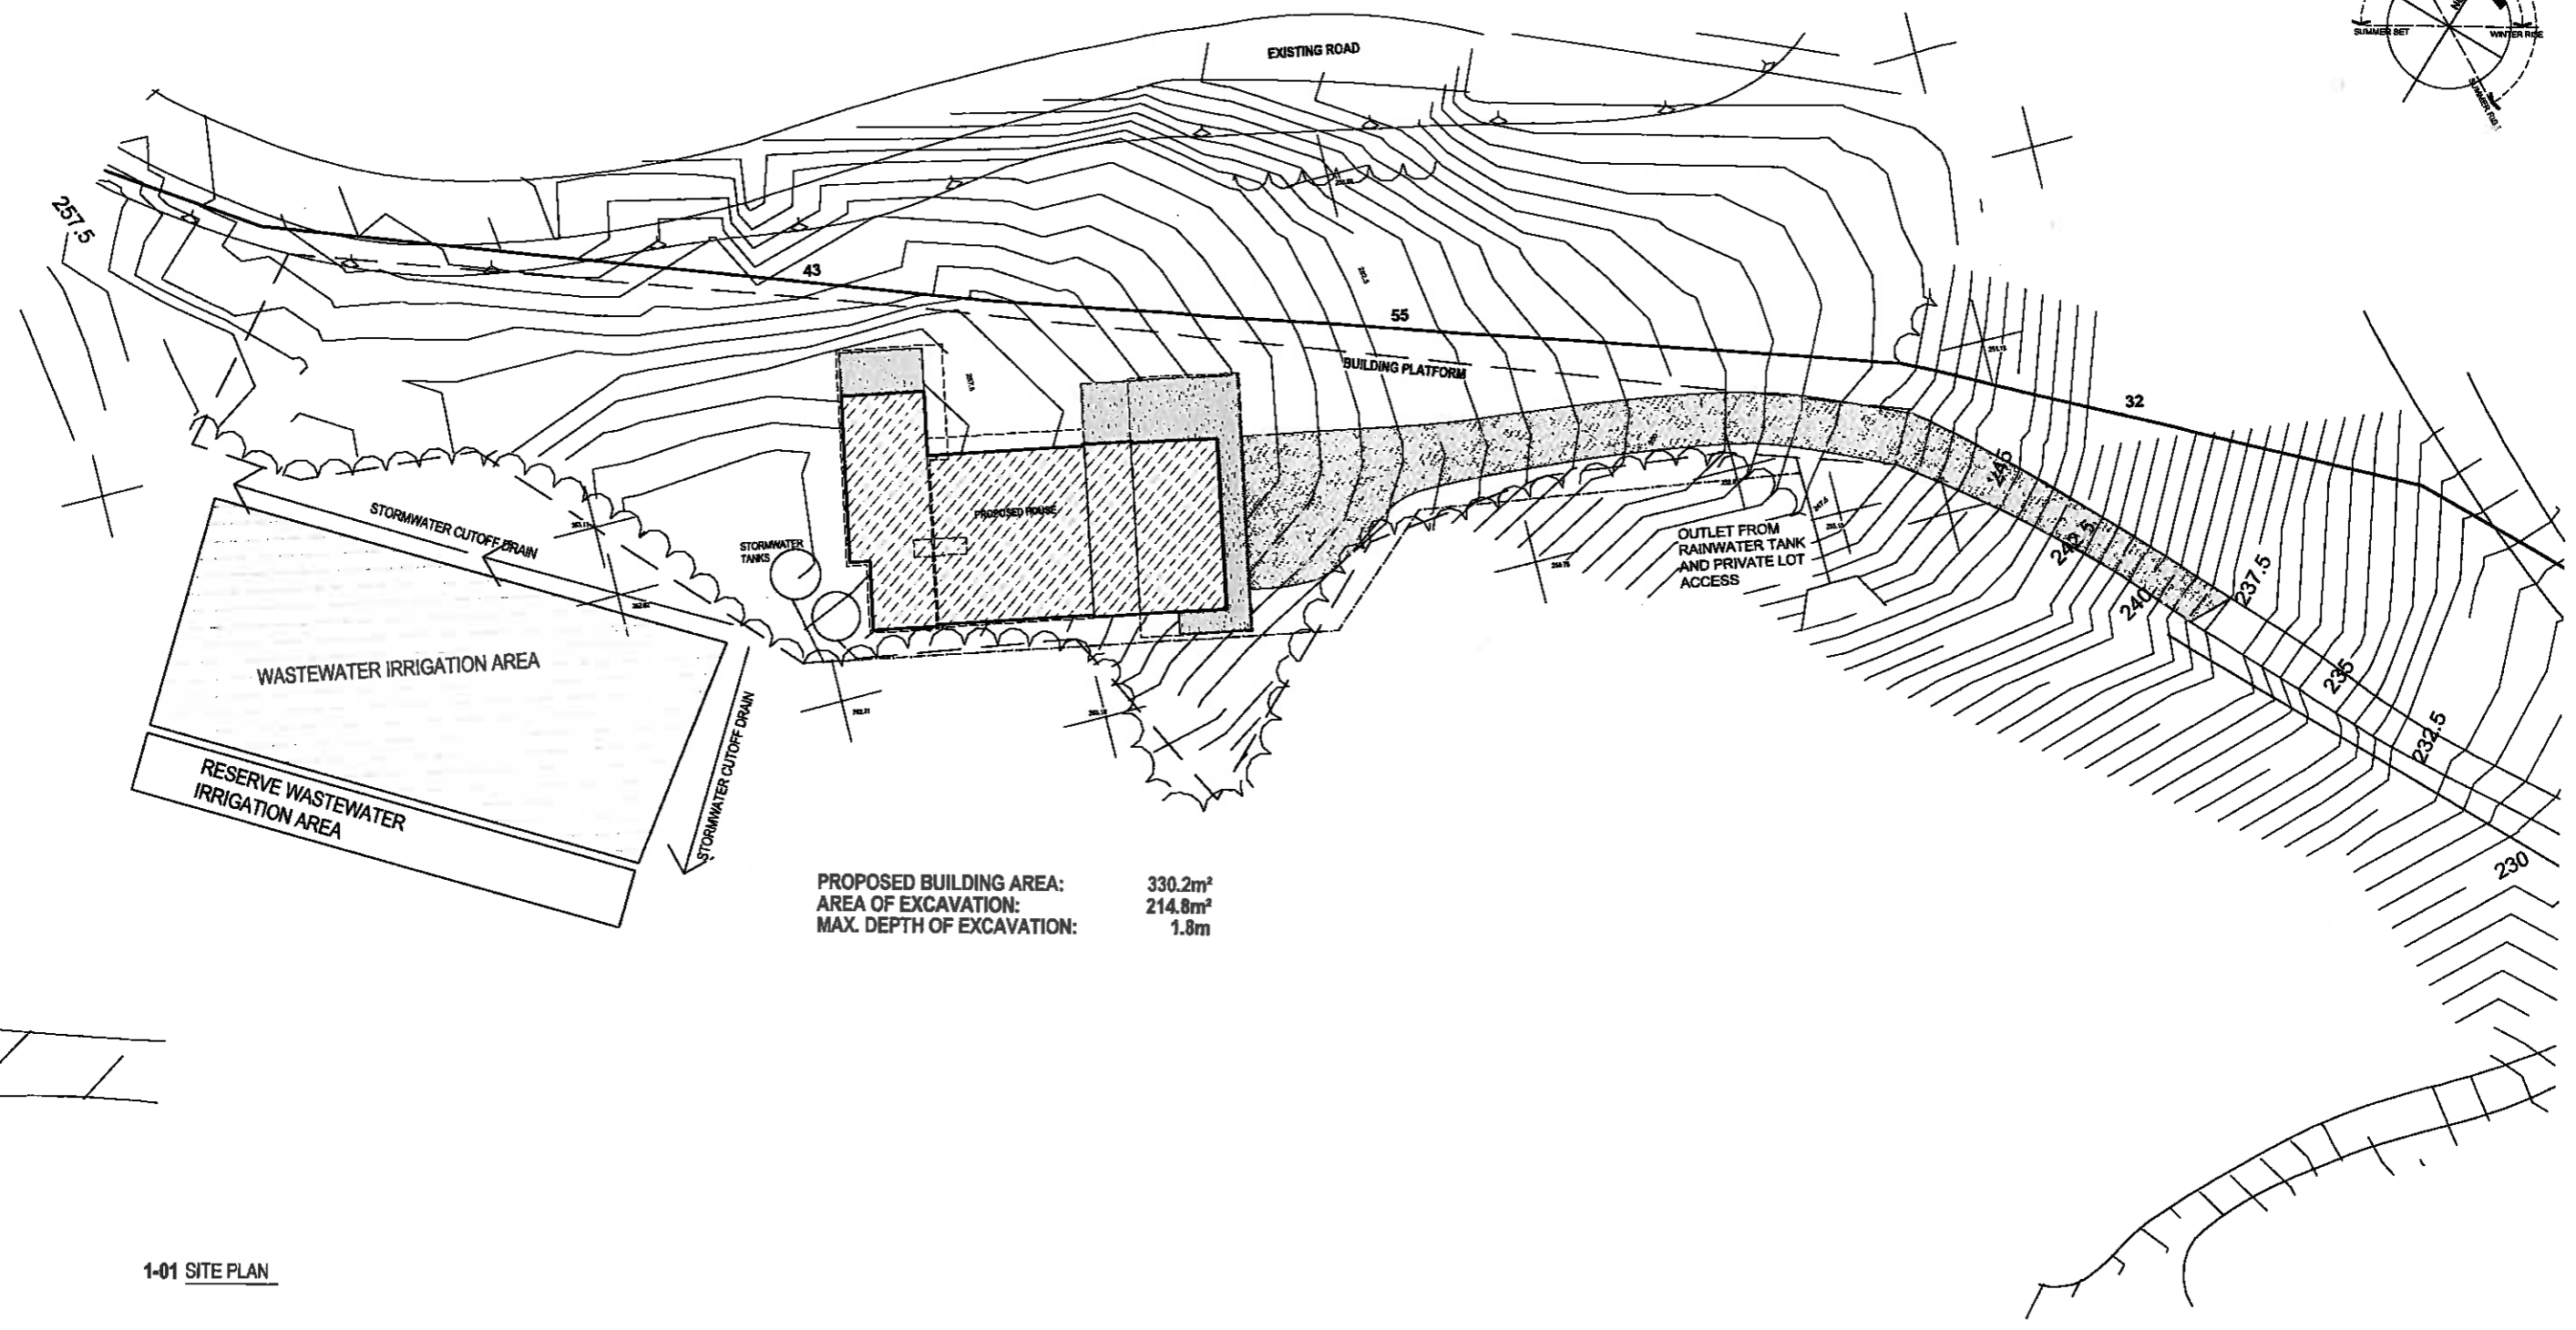 EXISTING ROAD
SUMMER SET
WINTER RISE
257.5
43
55
BUILDING PLATFORM
32
245
242.5
240
237.5
235
232.5
230
STORMWATER CUTOFF DRAIN
STORMWATER
TANKS
PROPOSED HOUSE
OUTLET FROM
RAINWATER TANK
AND PRIVATE LOT
ACCESS
WASTEWATER IRRIGATION AREA
STORMWATER CUTOFF DRAIN
RESERVE WASTEWATER
IRRIGATION AREA
PROPOSED BUILDING AREA: 330.2m²
AREA OF EXCAVATION: 214.8m²
MAX. DEPTH OF EXCAVATION: 1.8m
1-01 SITE PLAN